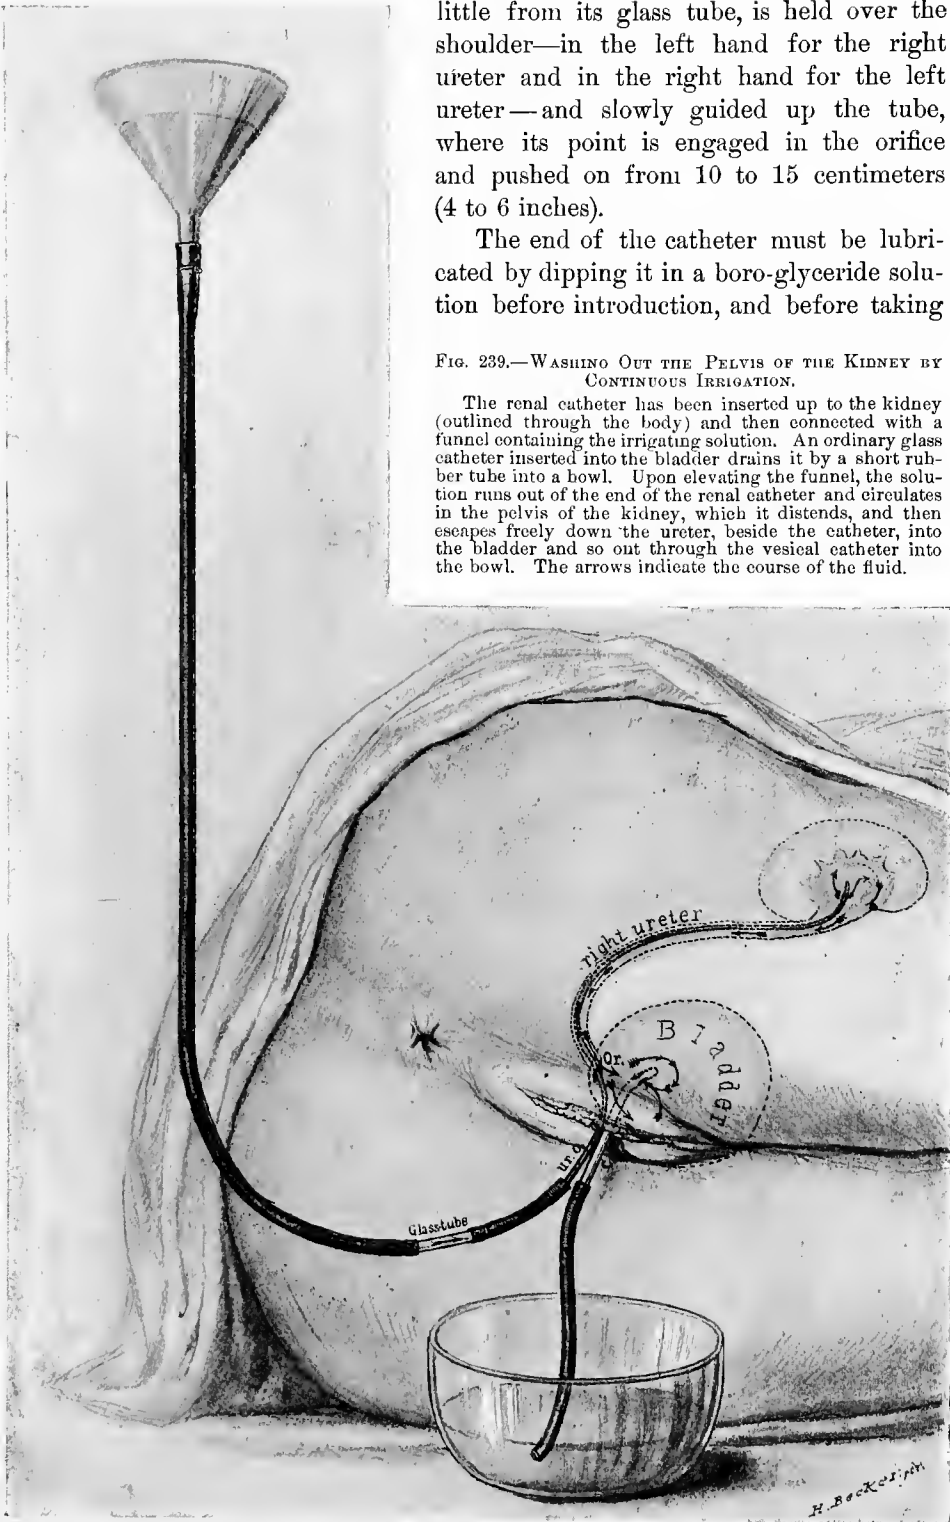 little from its glass tube, is held over the
shoulder—in the left hand for the right
ureter and in the right hand for the left
ureter—and slowly guided up the tube,
where its point is engaged in the orifice
and pushed on from 10 to 15 centimeters
(4 to 6 inches).
The end of the catheter must be lubri-
cated by dipping it in a boro-glyceride solu-
tion before introduction, and before taking
Fig. 239.—Washing Out the Pelvis of the Kidney by
Continuous Irrigation.
The renal catheter has been inserted up to the kidney
(outlined through the body) and then connected with a
funnel containing the irrigating solution. An ordinary glass
catheter inserted into the bladder drains it by a short rub-
ber tube into a bowl. Upon elevating the funnel, the solu-
tion runs out of the end of the renal catheter and circulates
in the pelvis of the kidney, which it distends, and then
escapes freely down the ureter, beside the catheter, into
the bladder and so out through the vesical catheter into
the bowl. The arrows indicate the course of the fluid.
right ureter
Bladder
Or.
ur.
Glass-tube
H. Becker